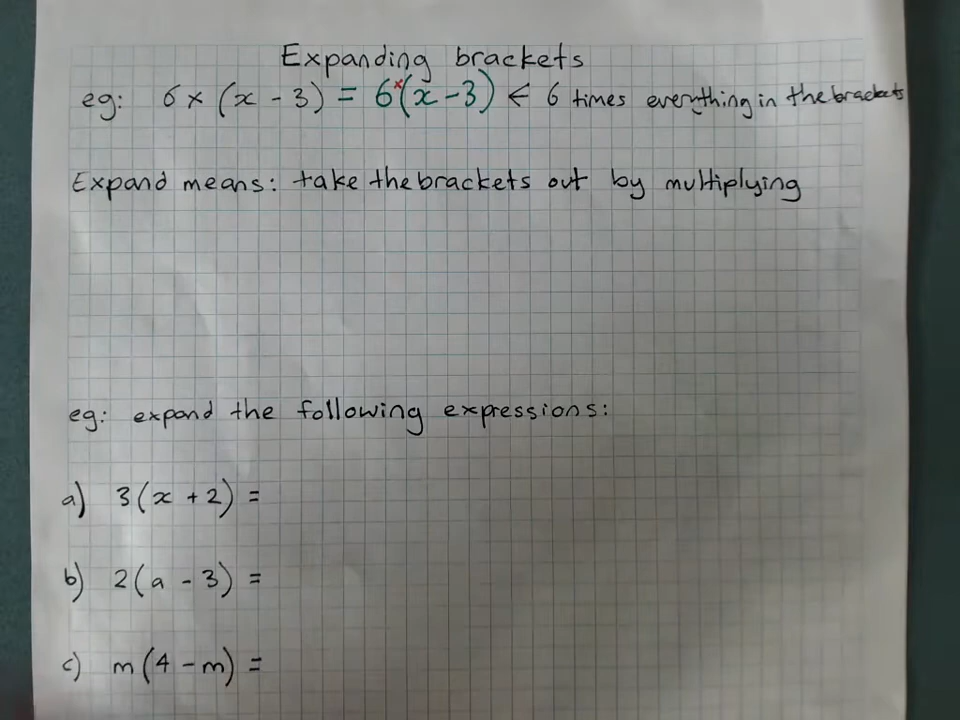 Expanding brackets
eg: 6 × (x - 3) = 6×(x - 3) ← 6 times everything in the brackets
Expand means: take the brackets out by multiplying
eg: expand the following expressions:
a) 3(x + 2) =
b) 2(a - 3) =
c) m(4 - m) =